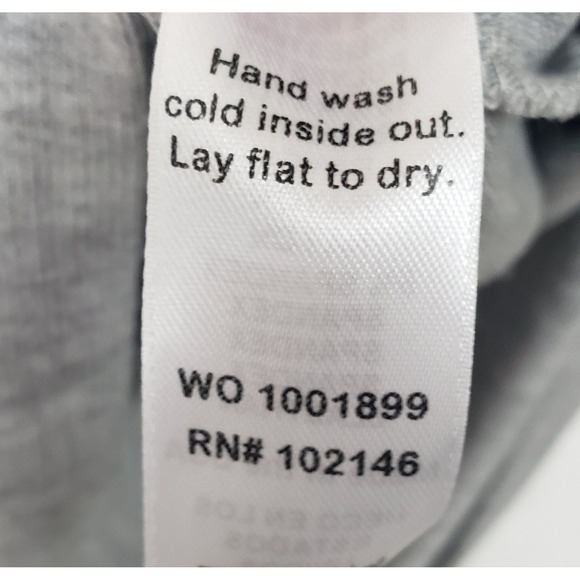 Hand wash
cold inside out.
Lay flat to dry.
WO 1001899
RN# 102146